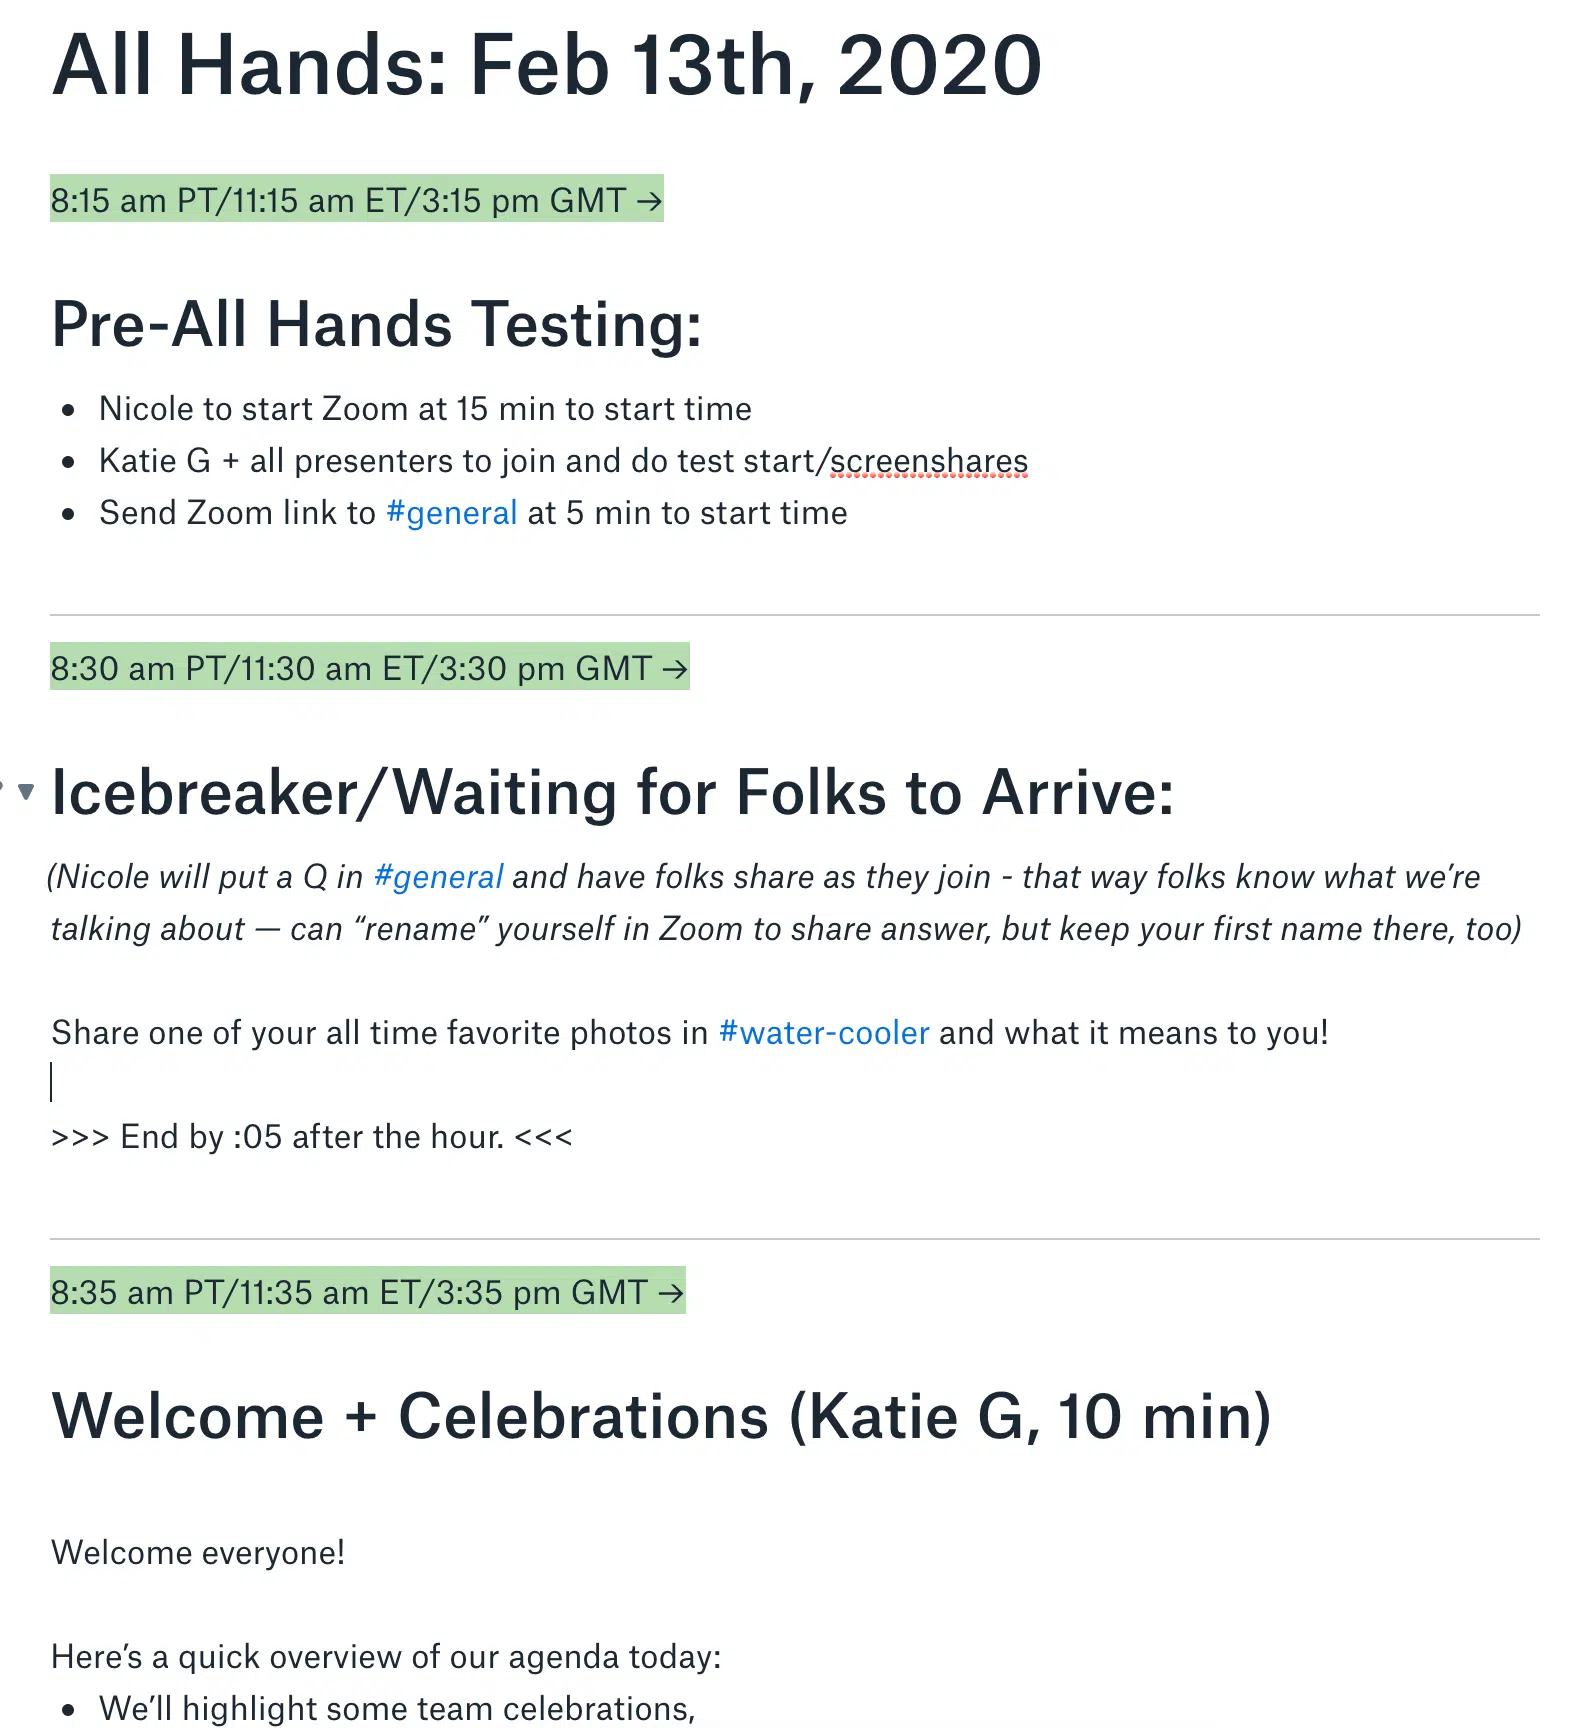 All Hands: Feb 13th, 2020
8:15 am PT/11:15 am ET/3:15 pm GMT →
Pre-All Hands Testing:
• Nicole to start Zoom at 15 min to start time
• Katie G + all presenters to join and do test start/screenshares
• Send Zoom link to #general at 5 min to start time
8:30 am PT/11:30 am ET/3:30 pm GMT →
Icebreaker/Waiting for Folks to Arrive:
(Nicole will put a Q in #general and have folks share as they join - that way folks know what we’re
talking about — can “rename” yourself in Zoom to share answer, but keep your first name there, too)
Share one of your all time favorite photos in #water-cooler and what it means to you!
>>> End by :05 after the hour. <<<
8:35 am PT/11:35 am ET/3:35 pm GMT →
Welcome + Celebrations (Katie G, 10 min)
Welcome everyone!
Here’s a quick overview of our agenda today:
• We’ll highlight some team celebrations,